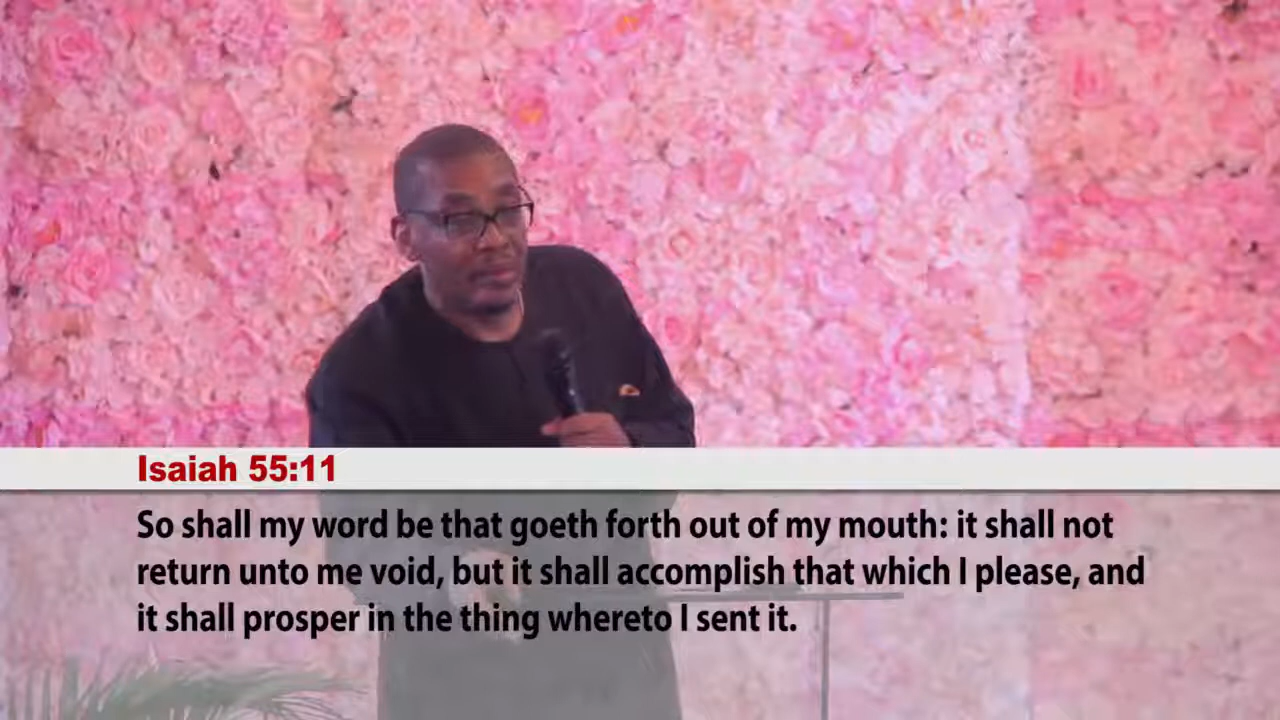 Isaiah 55:11
So shall my word be that goeth forth out of my mouth: it shall not
return unto me void, but it shall accomplish that which I please, and
it shall prosper in the thing whereto I sent it.